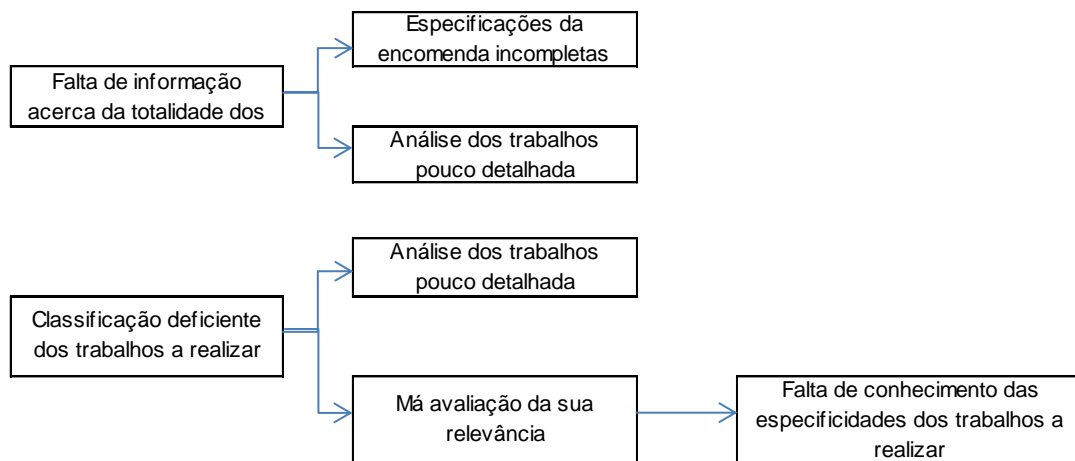 Especificações da
encomenda incompletas
Falta de informação
acerca da totalidade dos
Análise dos trabalhos
pouco detalhada
Análise dos trabalhos
pouco detalhada
Classificação deficiente
dos trabalhos a realizar
Má avaliação da sua
relevância
Falta de conhecimento das
especificidades dos trabalhos a
realizar